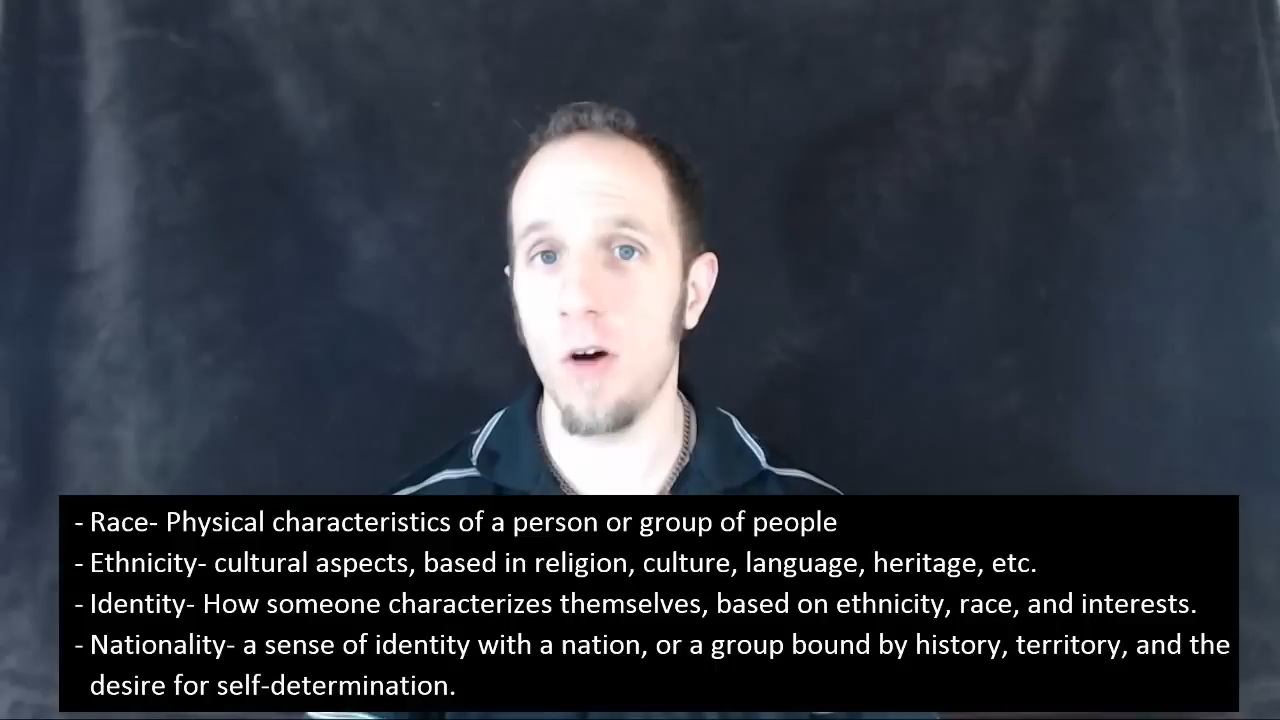 - Race- Physical characteristics of a person or group of people
- Ethnicity- cultural aspects, based in religion, culture, language, heritage, etc.
- Identity- How someone characterizes themselves, based on ethnicity, race, and interests.
- Nationality- a sense of identity with a nation, or a group bound by history, territory, and the
desire for self-determination.